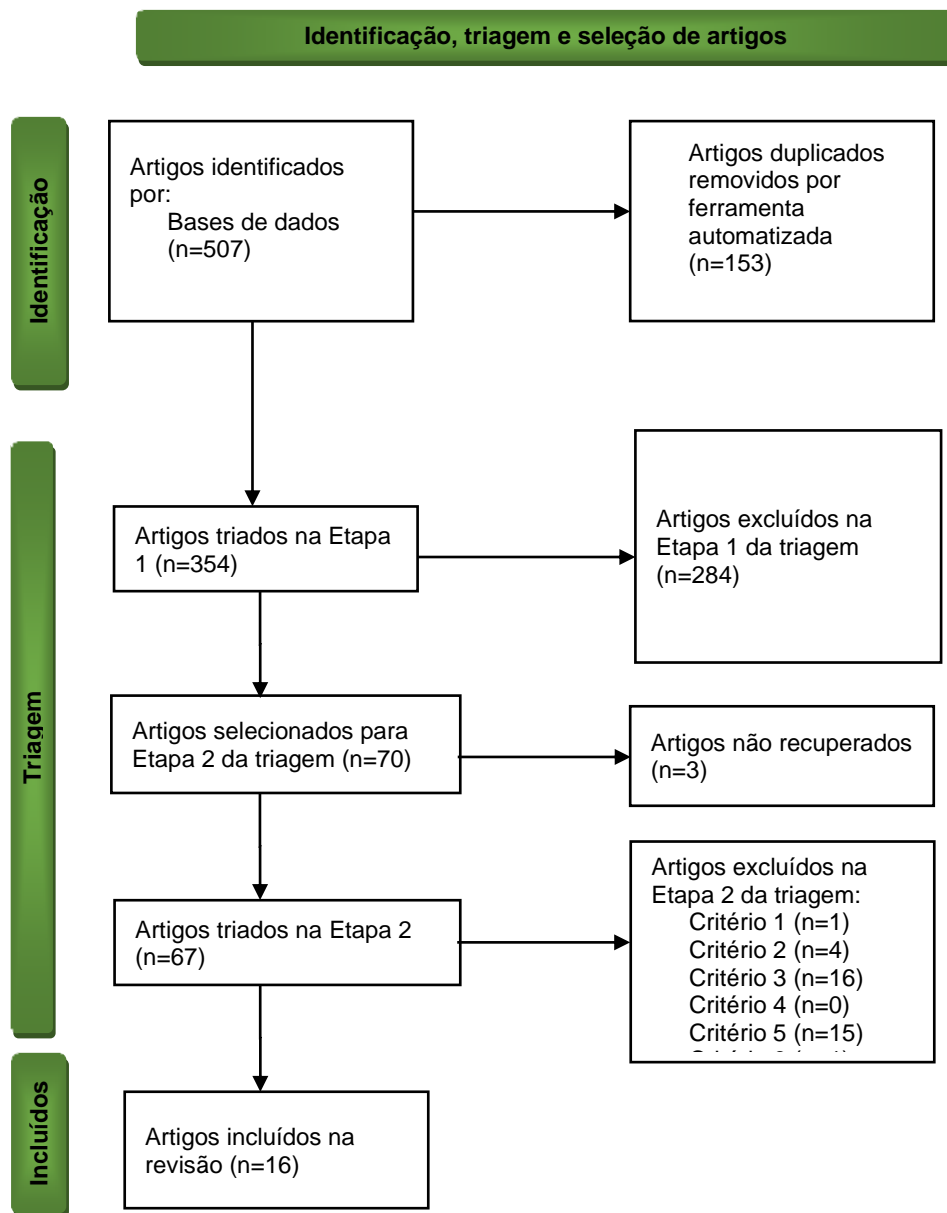 Identificação, triagem e seleção de artigos
Identificação
Artigos identificados
por:
Bases de dados
(n=507)
Artigos duplicados
removidos por
ferramenta
automatizada
(n=153)
Triagem
Artigos triados na Etapa
1 (n=354)
Artigos excluídos na
Etapa 1 da triagem
(n=284)
Artigos selecionados para
Etapa 2 da triagem (n=70)
Artigos não recuperados
(n=3)
Artigos triados na Etapa 2
(n=67)
Artigos excluídos na
Etapa 2 da triagem:
Critério 1 (n=1)
Critério 2 (n=4)
Critério 3 (n=16)
Critério 4 (n=0)
Critério 5 (n=15)
Incluídos
Artigos incluídos na
revisão (n=16)